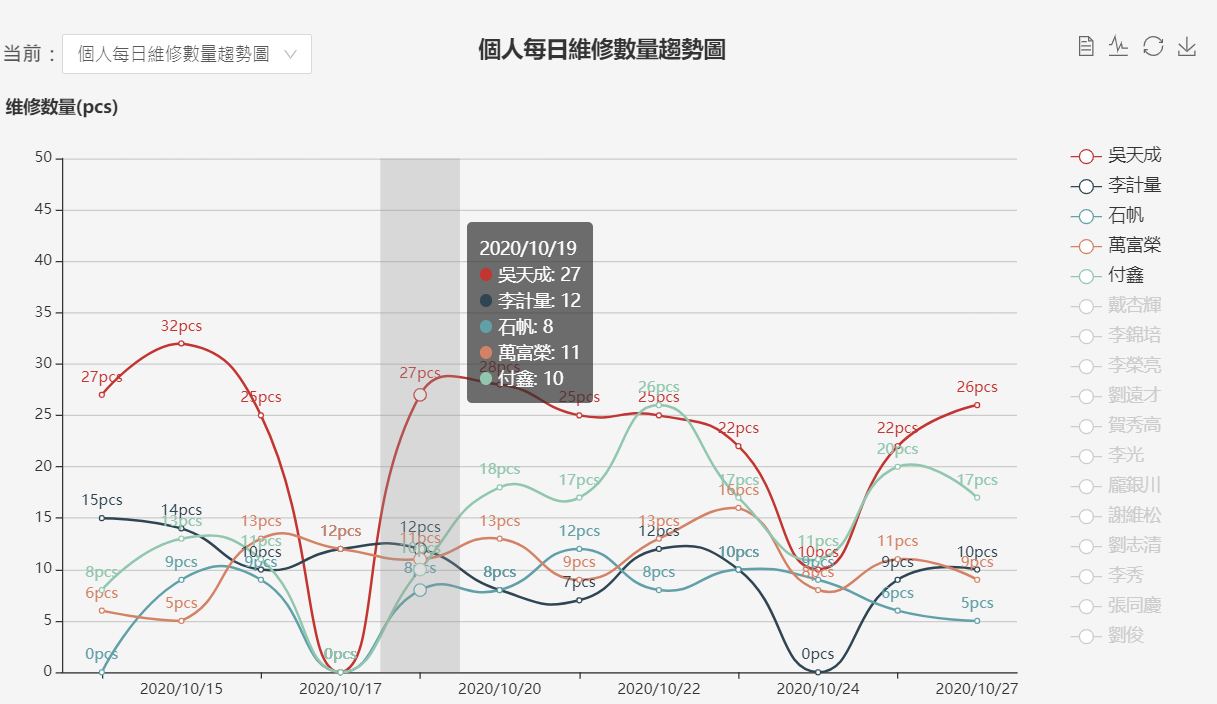 當前：
個人每日維修數量趨勢圖
個人每日維修數量趨勢圖
维修数量(pcs)
50
45
40
35
30
25
20
15
10
5
0
27pcs
32pcs
25pcs
27pcs
28pcs
25pcs
25pcs
22pcs
10pcs
22pcs
26pcs
15pcs
14pcs
10pcs
12pcs
12pcs
8pcs
7pcs
12pcs
10pcs
0pcs
9pcs
10pcs
0pcs
9pcs
9pcs
0pcs
8pcs
8pcs
12pcs
8pcs
10pcs
9pcs
6pcs
5pcs
6pcs
5pcs
13pcs
12pcs
11pcs
13pcs
9pcs
13pcs
16pcs
8pcs
11pcs
9pcs
8pcs
13pcs
11pcs
0pcs
10pcs
18pcs
17pcs
26pcs
17pcs
11pcs
20pcs
17pcs
2020/10/19
吳天成: 27
李計量: 12
石帆: 8
萬富榮: 11
付鑫: 10
2020/10/15
2020/10/17
2020/10/20
2020/10/22
2020/10/24
2020/10/27
吳天成
李計量
石帆
萬富榮
付鑫
戴杏輝
李錦培
李榮亮
劉遠才
賀秀高
李光
龐銀川
謝維松
劉志清
李秀
張同慶
劉俊